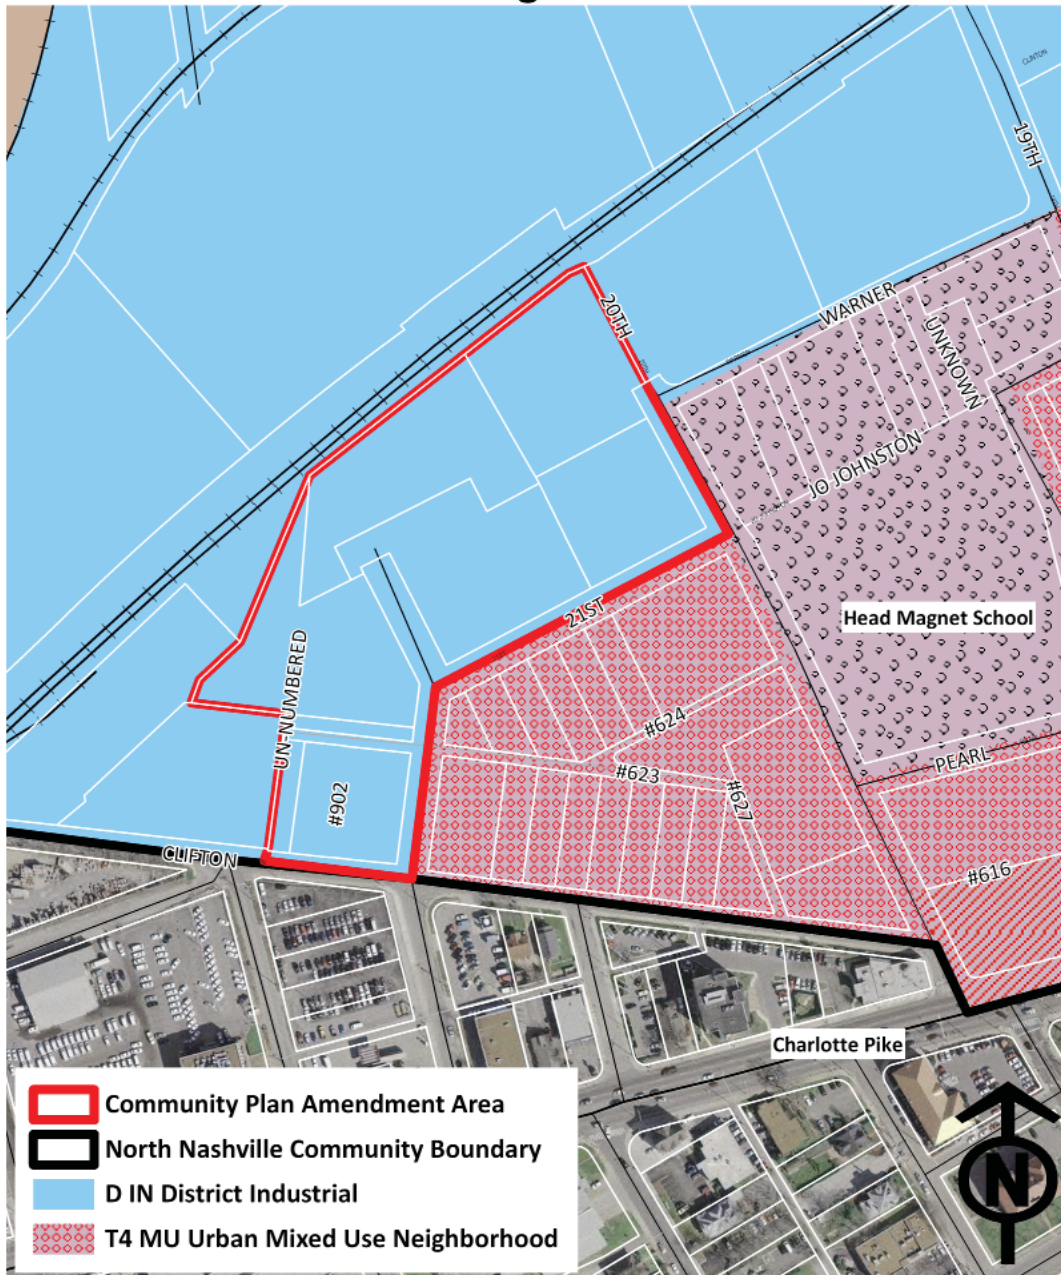 CLINTON
19TH
20TH
WARNER
UNKNOWN
JO JOHNSTON
Head Magnet School
21ST
UN-NUMBERED
#624
PEARL
#623
#627
#902
CLIFTON
#616
Charlotte Pike
Community Plan Amendment Area
North Nashville Community Boundary
D IN District Industrial
T4 MU Urban Mixed Use Neighborhood
N